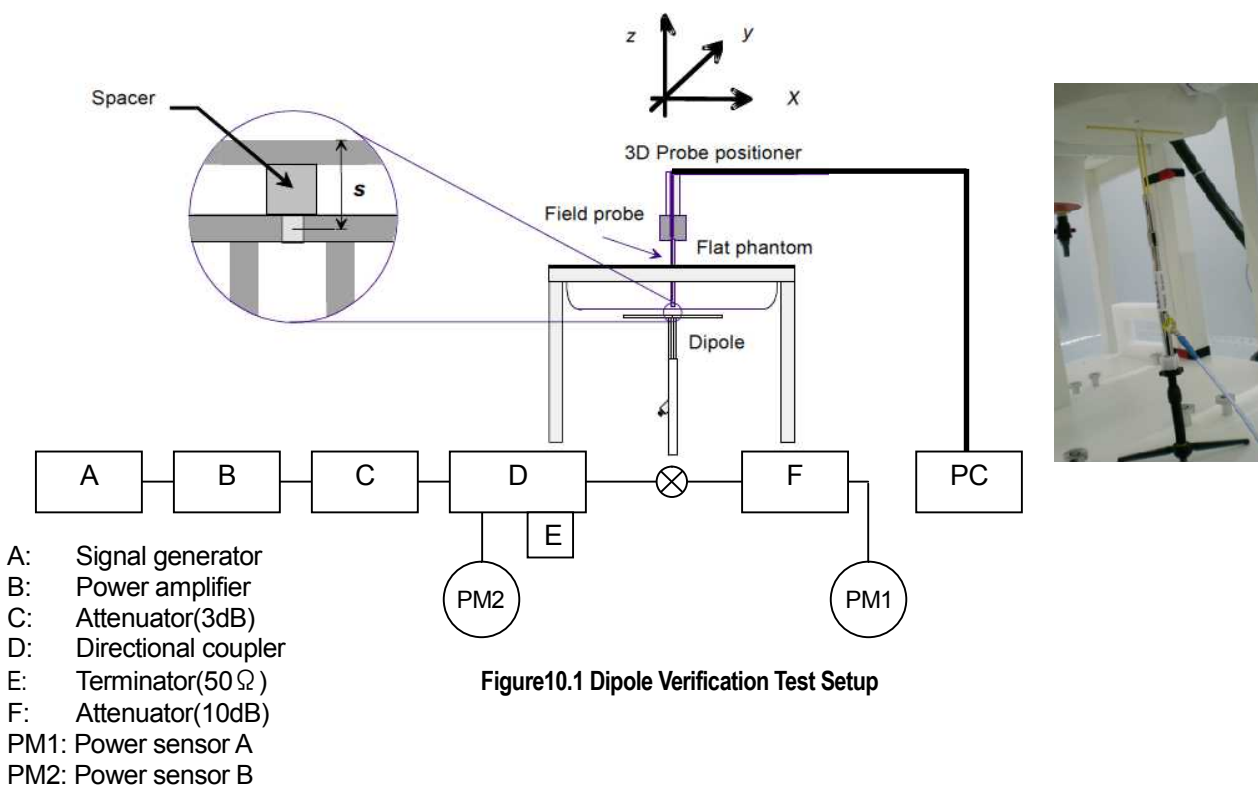 z
y
X
Spacer
s
3D Probe positioner
Field probe
Flat phantom
Dipole
A
B
C
D
F
PC
E
PM2
PM1
A: Signal generator
B: Power amplifier
C: Attenuator(3dB)
D: Directional coupler
E: Terminator(50Ω)
F: Attenuator(10dB)
PM1: Power sensor A
PM2: Power sensor B
Figure10.1 Dipole Verification Test Setup